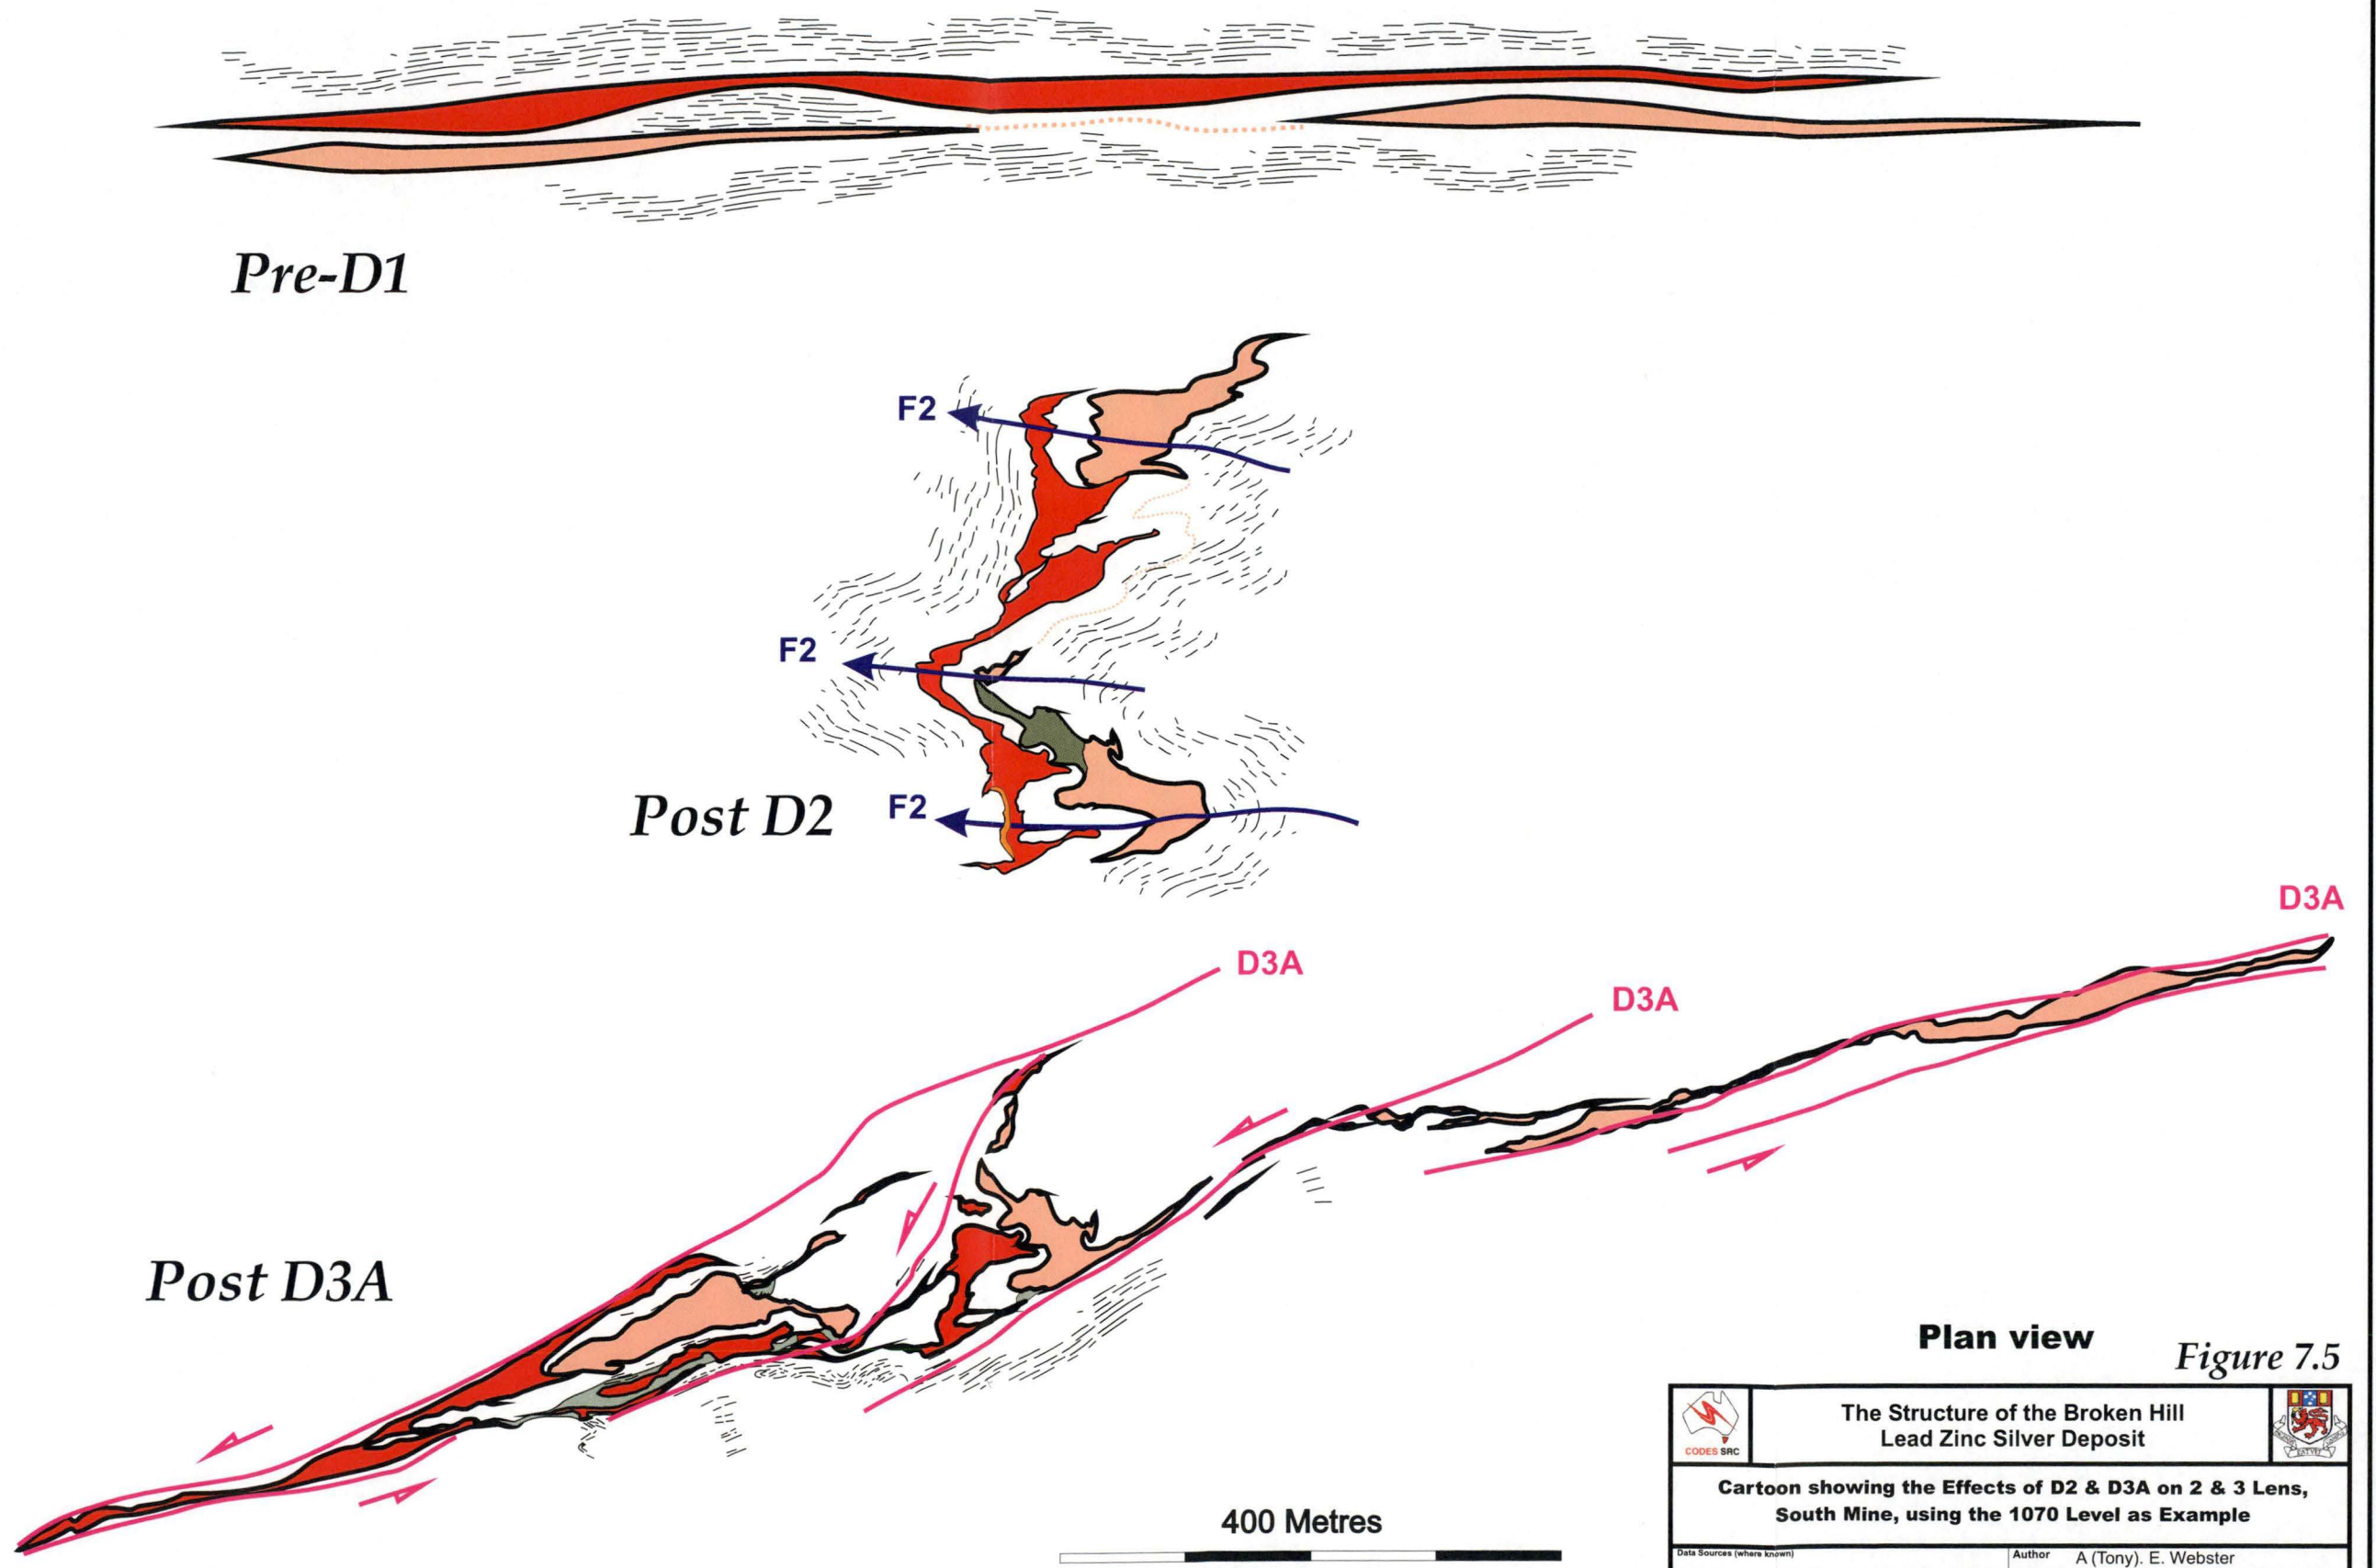 Pre-D1
F2
F2
Post D2
F2
D3A
D3A
D3A
Post D3A
Plan view
Figure 7.5
CODES SRC
The Structure of the Broken Hill
Lead Zinc Silver Deposit
Cartoon showing the Effects of D2 & D3A on 2 & 3 Lens,
South Mine, using the 1070 Level as Example
400 Metres
Data Sources (where known)
Author A (Tony). E. Webster